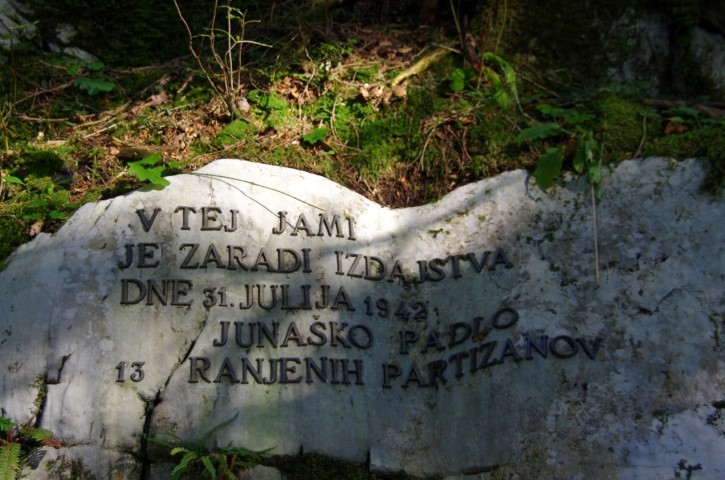 V TEJ JAMI
JE ZARADI IZDAJSTVA
DNE 31. JULIJA 1942
JUNAŠKO PADLO
13 RANJENIH PARTIZANOV